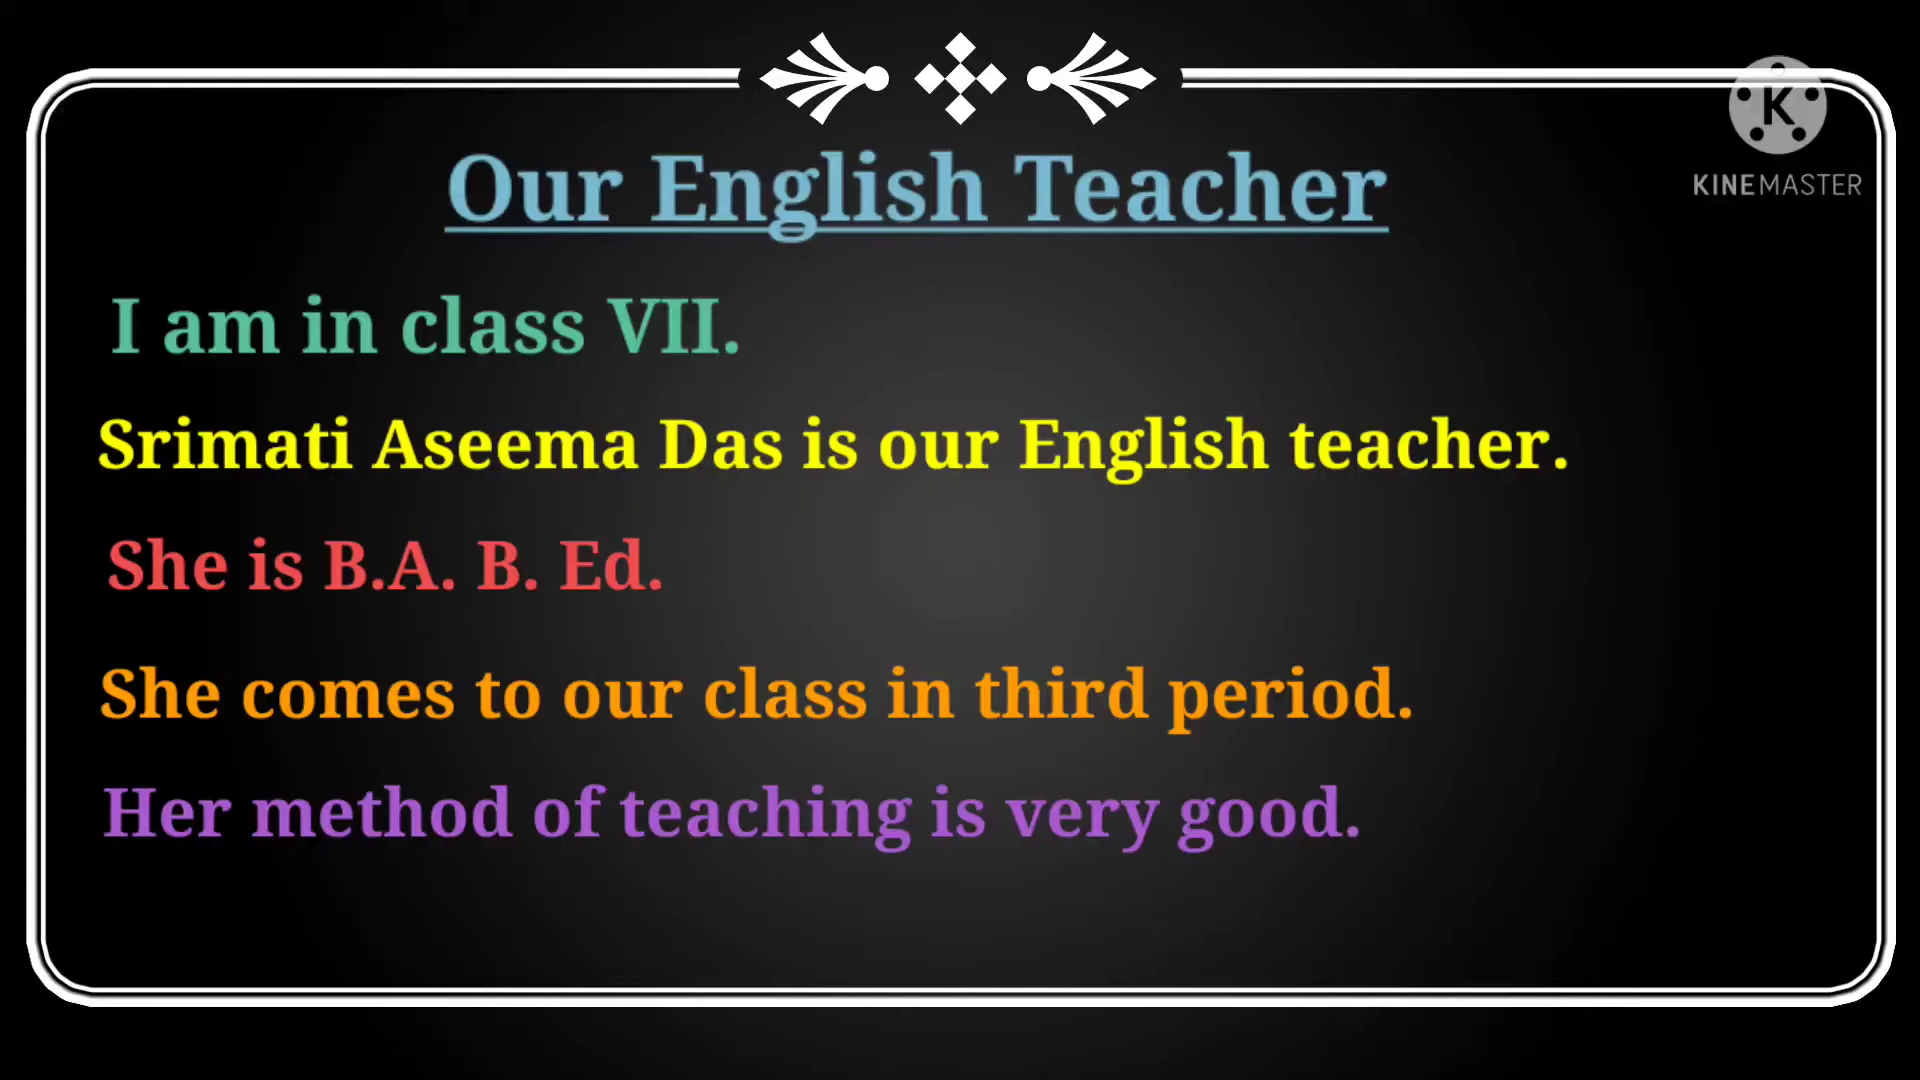 Our English Teacher
K
KINEMASTER
I am in class VII.
Srimati Aseema Das is our English teacher.
She is B.A. B. Ed.
She comes to our class in third period.
Her method of teaching is very good.